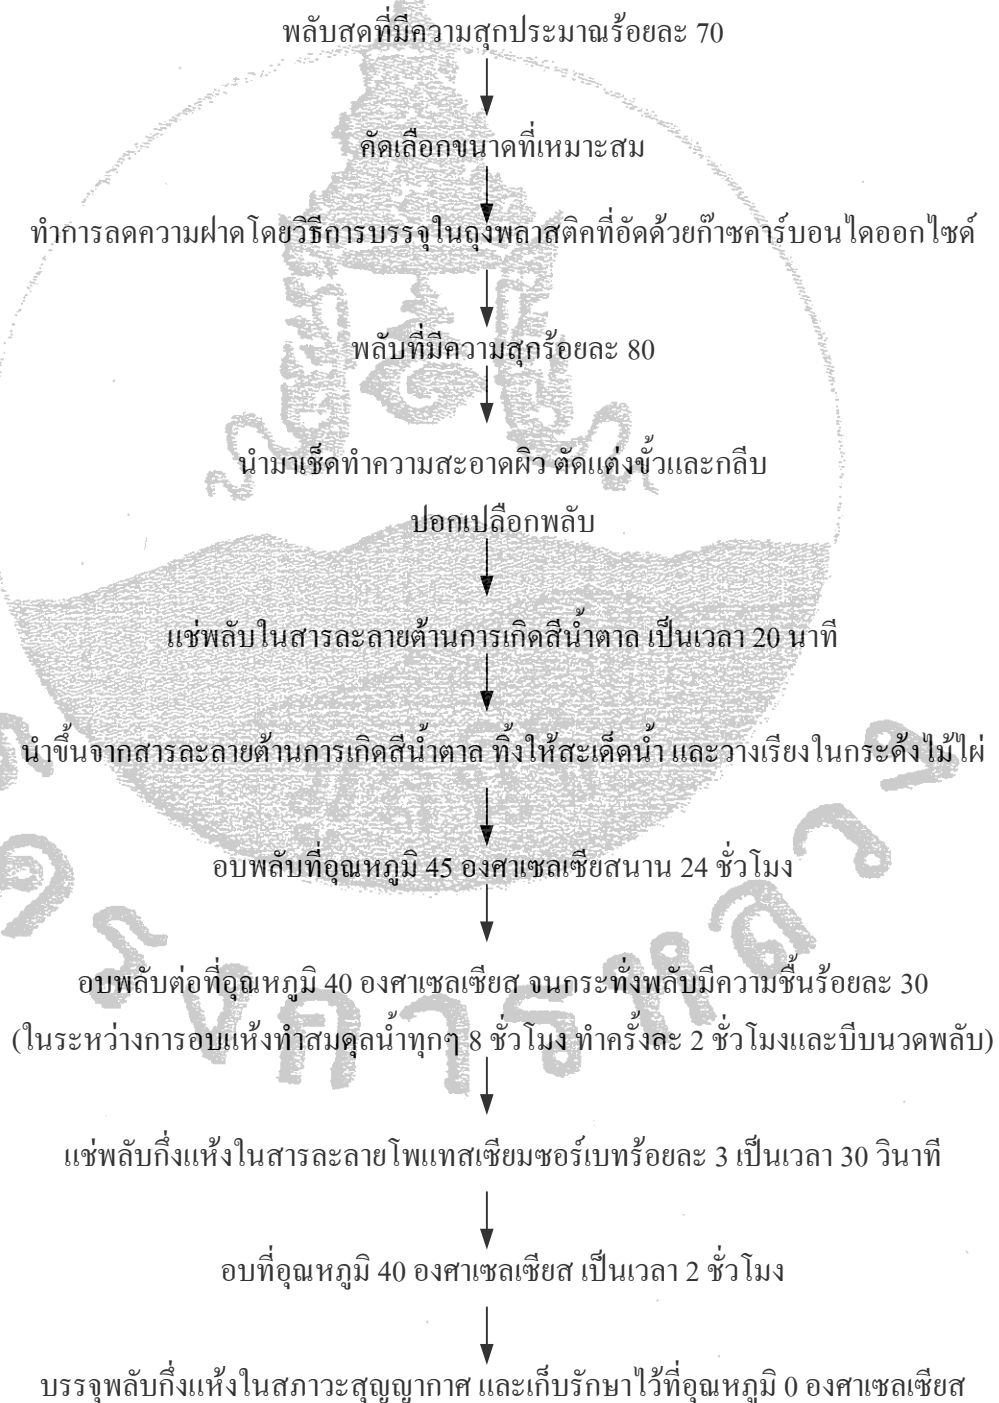 พลับสดที่มีความสุกประมาณร้อยละ 70
คัดเลือกขนาดที่เหมาะสม
ทำการลดความฝาดโดยวิธีการบรรจุในถุงพลาสติคที่อัดด้วยก๊าซคาร์บอนไดออกไซด์
พลับที่มีความสุกร้อยละ 80
นำมาเช็ดทำความสะอาดผิว ตัดแต่งขั้วและกลีบ
ปอกเปลือกพลับ
แช่พลับในสารละลายต้านการเกิดสีน้ำตาล เป็นเวลา 20 นาที
นำขึ้นจากสารละลายต้านการเกิดสีน้ำตาล ทิ้งให้สะเด็ดน้ำ และวางเรียงในกระด้งไม้ไผ่
อบพลับที่อุณหภูมิ 45 องศาเซลเซียสนาน 24 ชั่วโมง
อบพลับต่อที่อุณหภูมิ 40 องศาเซลเซียส จนกระทั่งพลับมีความชื้นร้อยละ 30
(ในระหว่างการอบแห้งทำสมดุลน้ำทุกๆ 8 ชั่วโมง ทำครั้งละ 2 ชั่วโมงและบีบนวดพลับ)
แช่พลับกึ่งแห้งในสารละลายโพแทสเซียมซอร์เบทร้อยละ 3 เป็นเวลา 30 วินาที
อบที่อุณหภูมิ 40 องศาเซลเซียส เป็นเวลา 2 ชั่วโมง
บรรจุพลับกึ่งแห้งในสภาวะสุญญากาศ และเก็บรักษาไว้ที่อุณหภูมิ 0 องศาเซลเซียส